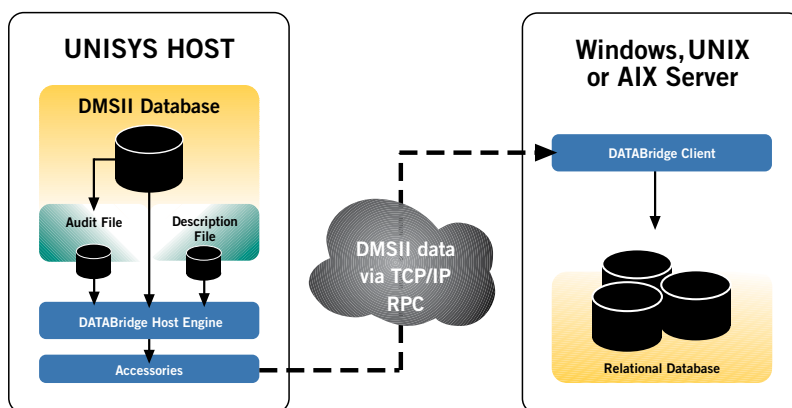 UNISYS HOST
DMSII Database
Audit File
Description
File
DATABridge Host Engine
Accessories
DMSII data
via TCP/IP
RPC
Windows, UNIX
or AIX Server
DATABridge Client
Relational Database